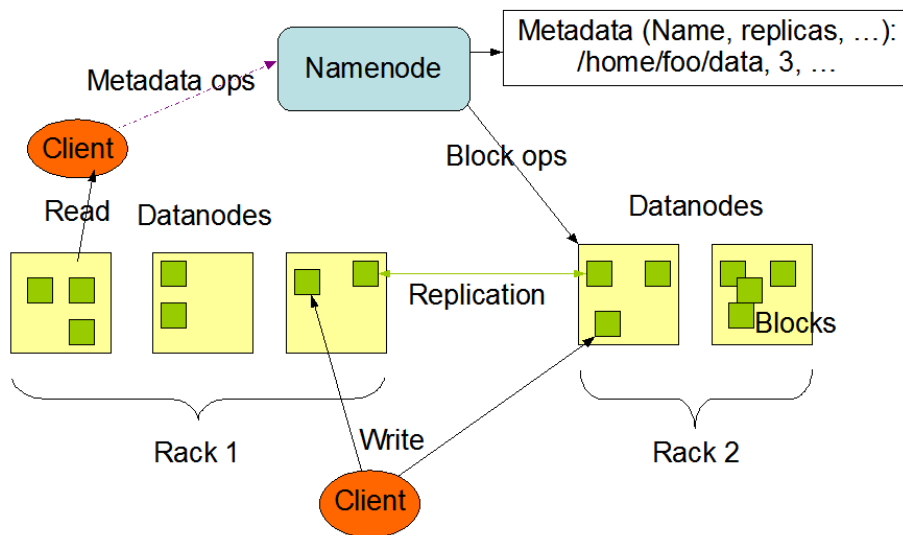 Metadata (Name, replicas, …):
/home/foo/data, 3, …
Namenode
Metadata ops
Client
Block ops
Read
Datanodes
Datanodes
Replication
Blocks
Rack 1
Write
Rack 2
Client